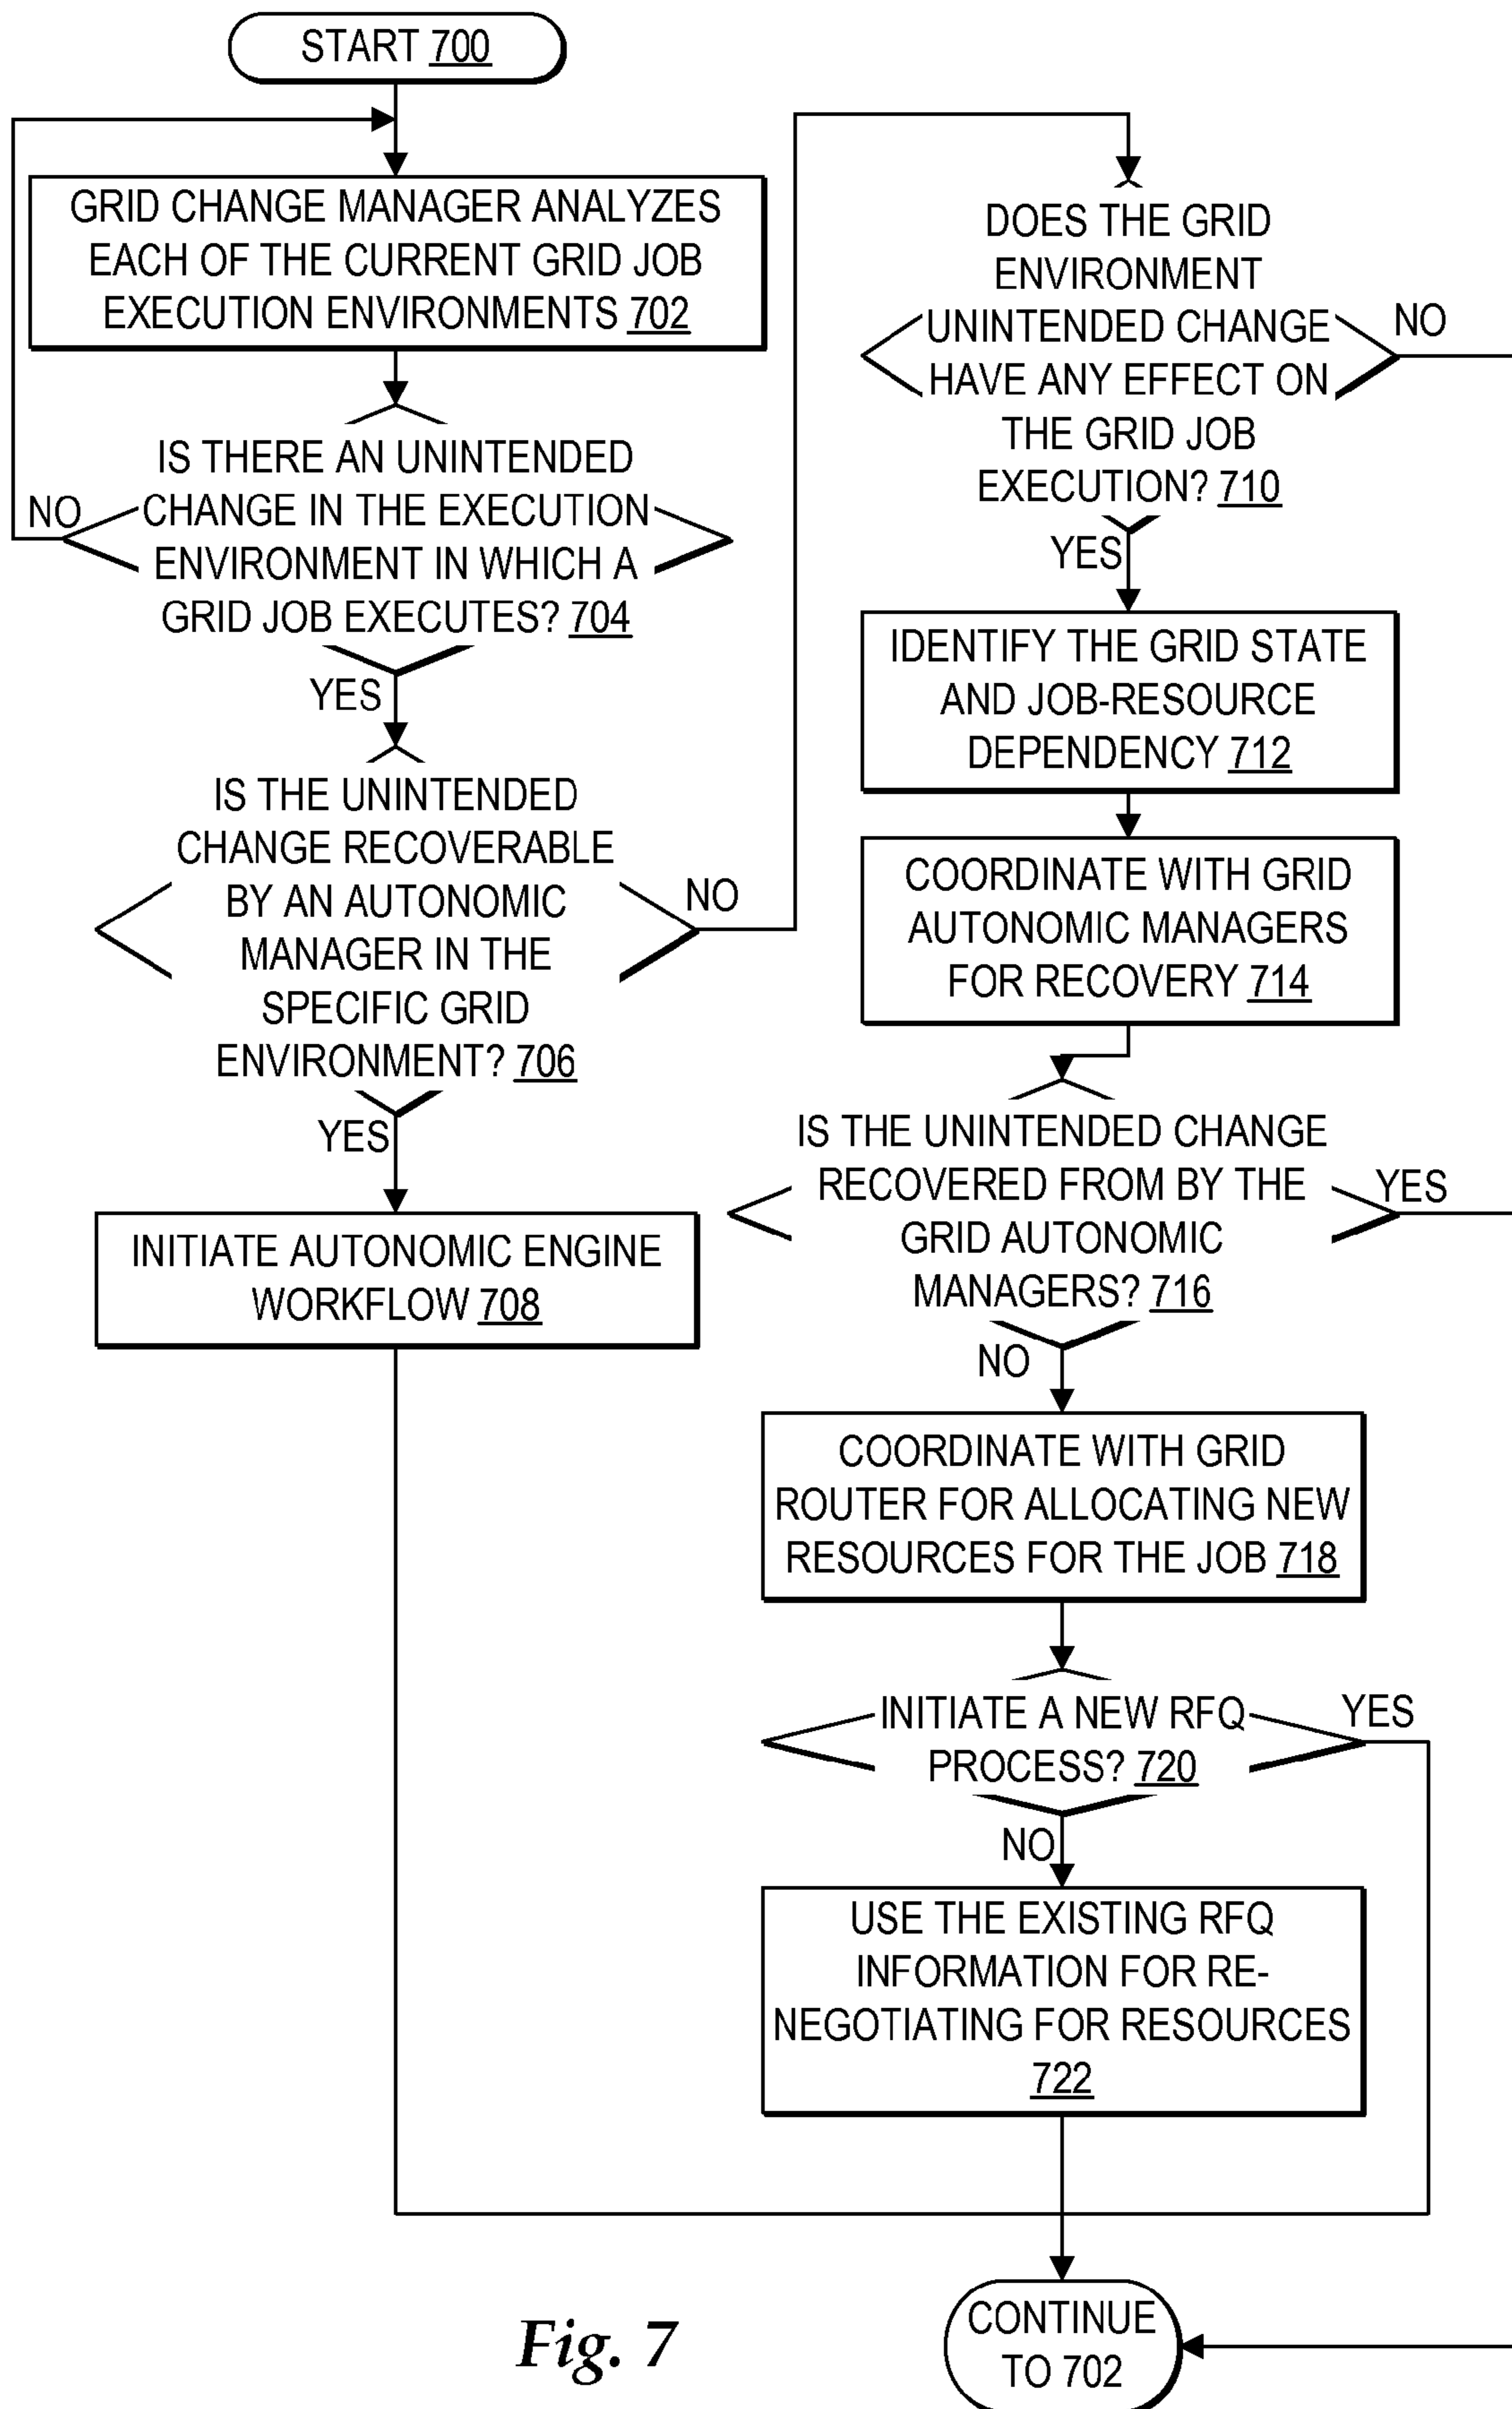 START 700
GRID CHANGE MANAGER ANALYZES
EACH OF THE CURRENT GRID JOB
EXECUTION ENVIRONMENTS 702
IS THERE AN UNINTENDED
CHANGE IN THE EXECUTION
ENVIRONMENT IN WHICH A
GRID JOB EXECUTES? 704
NO
YES
IS THE UNINTENDED
CHANGE RECOVERABLE
BY AN AUTONOMIC
MANAGER IN THE
SPECIFIC GRID
ENVIRONMENT? 706
NO
YES
INITIATE AUTONOMIC ENGINE
WORKFLOW 708
DOES THE GRID
ENVIRONMENT
UNINTENDED CHANGE
HAVE ANY EFFECT ON
THE GRID JOB
EXECUTION? 710
NO
YES
IDENTIFY THE GRID STATE
AND JOB-RESOURCE
DEPENDENCY 712
COORDINATE WITH GRID
AUTONOMIC MANAGERS
FOR RECOVERY 714
IS THE UNINTENDED CHANGE
RECOVERED FROM BY THE
GRID AUTONOMIC
MANAGERS? 716
YES
NO
COORDINATE WITH GRID
ROUTER FOR ALLOCATING NEW
RESOURCES FOR THE JOB 718
INITIATE A NEW RFQ
PROCESS? 720
YES
NO
USE THE EXISTING RFQ
INFORMATION FOR RE-
NEGOTIATING FOR RESOURCES
722
CONTINUE
TO 702
Fig. 7